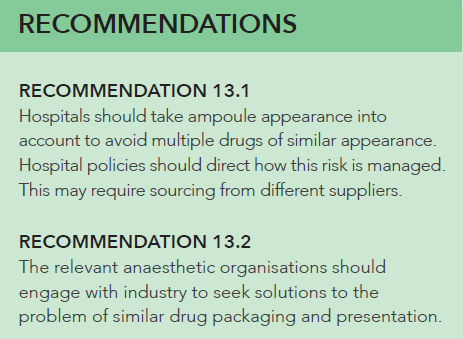 RECOMMENDATIONS
RECOMMENDATION 13.1
Hospitals should take ampoule appearance into
account to avoid multiple drugs of similar appearance.
Hospital policies should direct how this risk is managed.
This may require sourcing from different suppliers.
RECOMMENDATION 13.2
The relevant anaesthetic organisations should
engage with industry to seek solutions to the
problem of similar drug packaging and presentation.